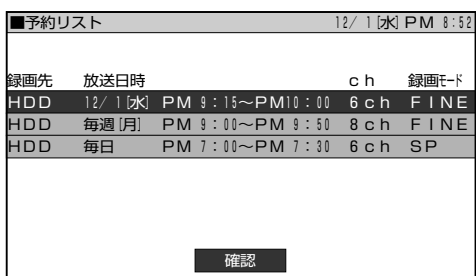 ■予約リスト 12/ 1 [水] PM 8:52
録画先 放送日時 ch 録画モード
HDD 12/ 1 [水] PM 9:15～PM10:00 6ch FINE
HDD 毎週 [月] PM 9:00～PM 9:50 8ch FINE
HDD 毎日 PM 7:00～PM 7:30 6ch SP
確認